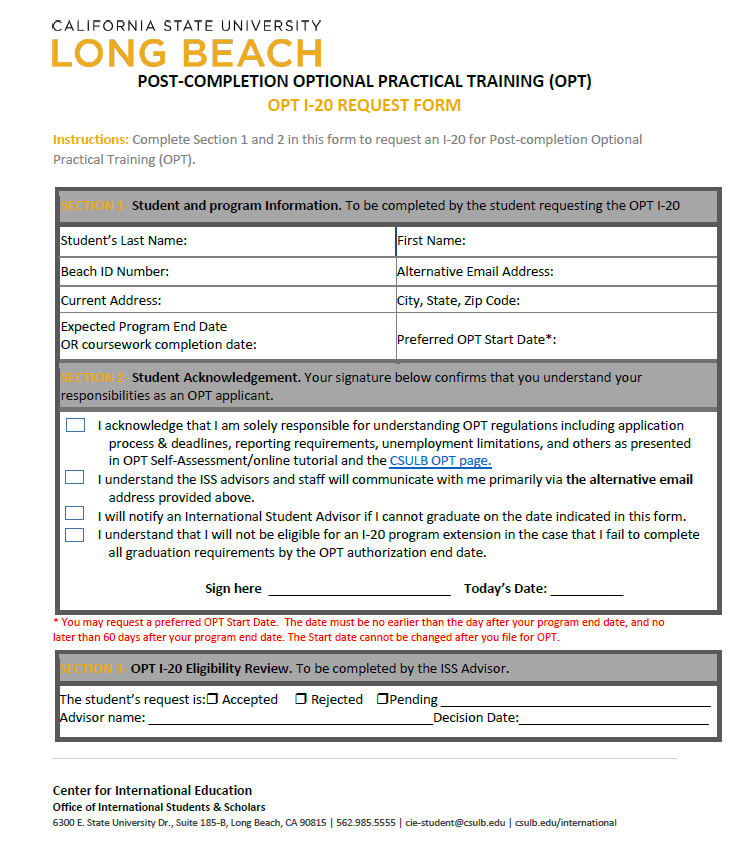 CALIFORNIA STATE UNIVERSITY
LONG BEACH
POST-COMPLETION OPTIONAL PRACTICAL TRAINING (OPT)
OPT I-20 REQUEST FORM
Instructions: Complete Section 1 and 2 in this form to request an I-20 for Post-completion Optional
Practical Training (OPT).
SECTION 1- Student and program Information. To be completed by the student requesting the OPT I-20
Student's Last Name: First Name:
Beach ID Number: Alternative Email Address:
Current Address: City, State, Zip Code:
Expected Program End Date
OR coursework completion date: Preferred OPT Start Date*:
SECTION 2- Student Acknowledgement. Your signature below confirms that you understand your
responsibilities as an OPT applicant.
I acknowledge that I am solely responsible for understanding OPT regulations including application
process & deadlines, reporting requirements, unemployment limitations, and others as presented
in OPT Self-Assessment/online tutorial and the CSULB OPT page.
I understand the ISS advisors and staff will communicate with me primarily via the alternative email
address provided above.
I will notify an International Student Advisor if I cannot graduate on the date indicated in this form.
I understand that I will not be eligible for an I-20 program extension in the case that I fail to complete
all graduation requirements by the OPT authorization end date.
Sign here ____________________________ Today's Date: ___________
* You may request a preferred OPT Start Date. The date must be no earlier than the day after your program end date, and no
later than 60 days after your program end date. The Start date cannot be changed after you file for OPT.
SECTION 3 OPT I-20 Eligibility Review. To be completed by the ISS Advisor.
The student's request is:❒ Accepted ❒ Rejected ❒Pending ________________________________________
Advisor name: ___________________________________________Decision Date:____________________________
Center for International Education
Office of International Students & Scholars
6300 E. State University Dr., Suite 185-B, Long Beach, CA 90815 | 562.985.5555 | cie-student@csulb.edu | csulb.edu/international